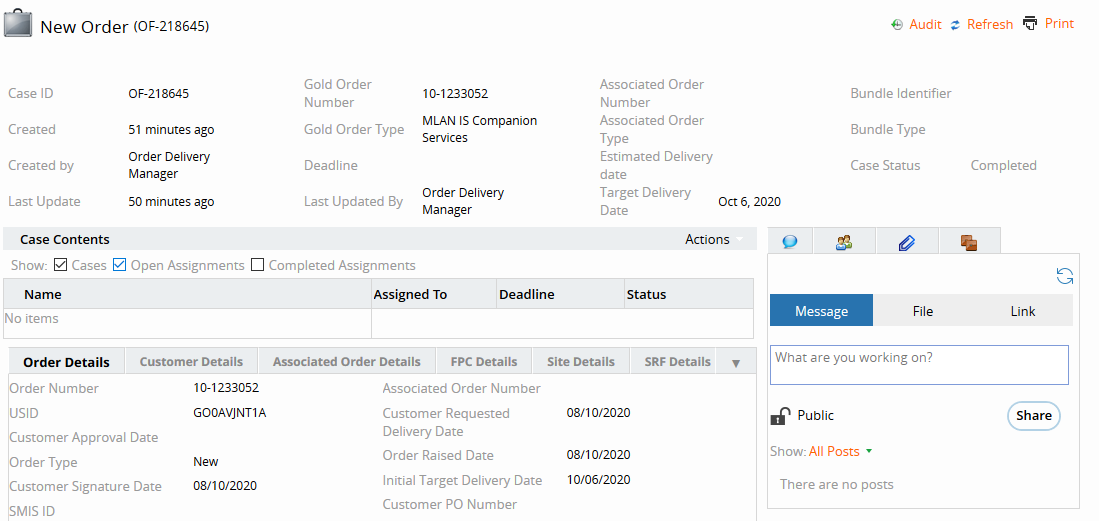 New Order (OF-218645)
Audit Refresh Print
Case ID OF-218645 Gold Order Number 10-1233052 Associated Order Number Bundle Identifier
Created 51 minutes ago Gold Order Type MLAN IS Companion Services Associated Order Type Bundle Type
Created by Order Delivery Manager Deadline Estimated Delivery date Case Status Completed
Last Update 50 minutes ago Last Updated By Order Delivery Manager Target Delivery Date Oct 6, 2020
Case Contents Actions
Show: Cases Open Assignments Completed Assignments
Name Assigned To Deadline Status
No items
Order Details Customer Details Associated Order Details FPC Details Site Details SRF Details
Order Number 10-1233052 Associated Order Number
USID GO0AVJNT1A Customer Requested Delivery Date 08/10/2020
Customer Approval Date
Order Raised Date 08/10/2020
Order Type New
Initial Target Delivery Date 10/06/2020
Customer Signature Date 08/10/2020
Customer PO Number
SMIS ID
Message File Link
What are you working on?
Public Share
Show: All Posts
There are no posts